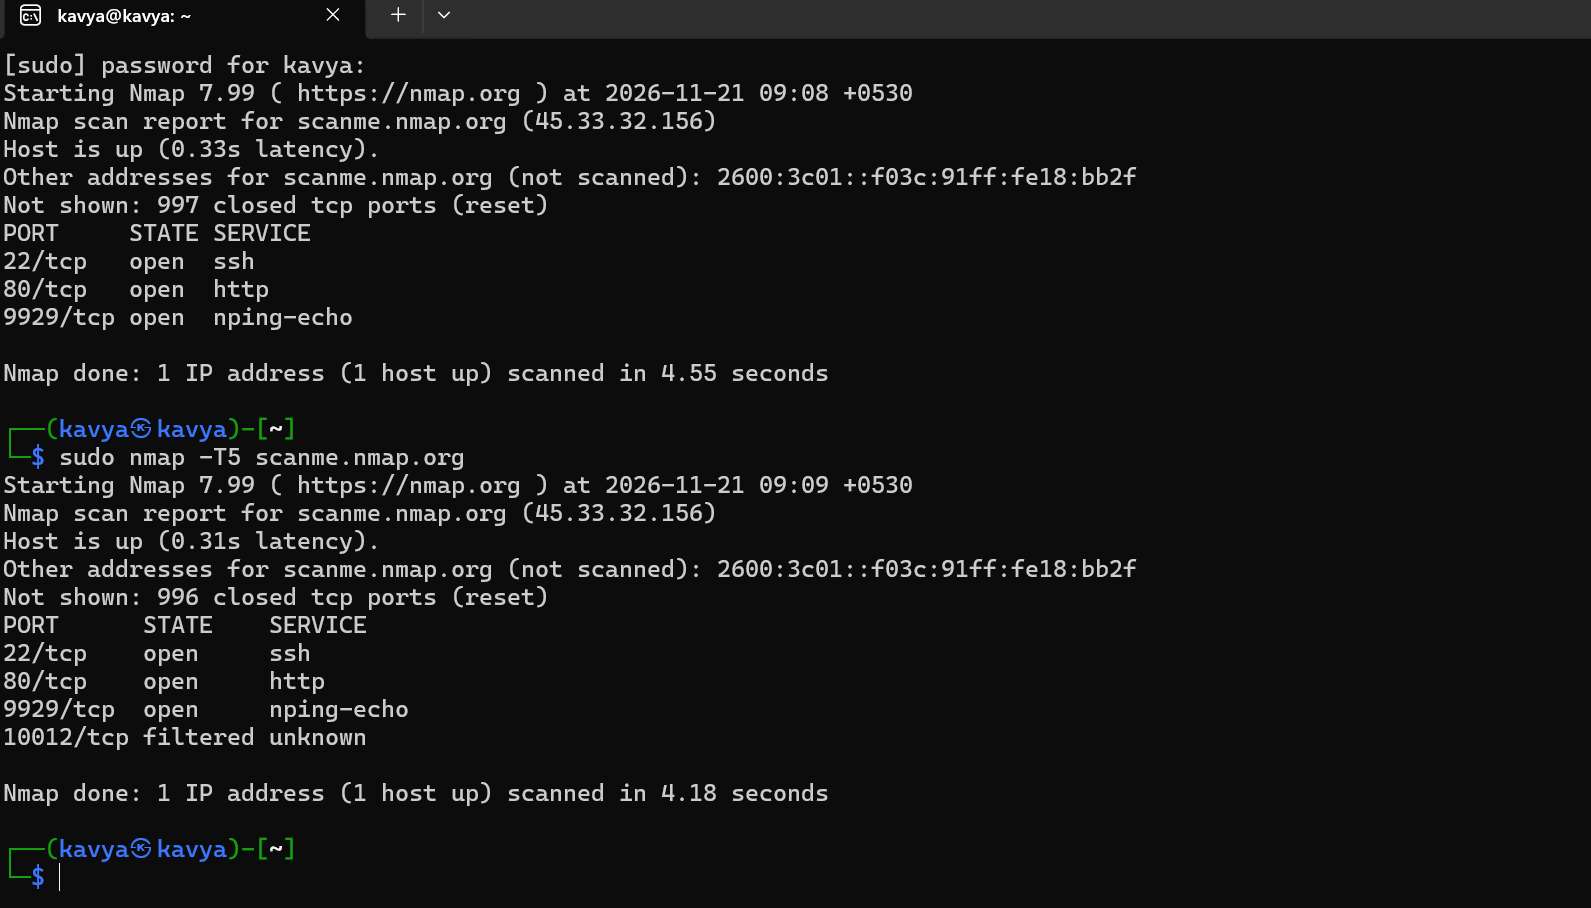 kavya@kavya: ~
[sudo] password for kavya:
Starting Nmap 7.99 ( https://nmap.org ) at 2026-11-21 09:08 +0530
Nmap scan report for scanme.nmap.org (45.33.32.156)
Host is up (0.33s latency).
Other addresses for scanme.nmap.org (not scanned): 2600:3c01::f03c:91ff:fe18:bb2f
Not shown: 997 closed tcp ports (reset)
PORT     STATE SERVICE
22/tcp   open  ssh
80/tcp   open  http
9929/tcp open  nping-echo
Nmap done: 1 IP address (1 host up) scanned in 4.55 seconds
┌──(kavya㉿kavya)-[~]
└─$ sudo nmap -T5 scanme.nmap.org
Starting Nmap 7.99 ( https://nmap.org ) at 2026-11-21 09:09 +0530
Nmap scan report for scanme.nmap.org (45.33.32.156)
Host is up (0.31s latency).
Other addresses for scanme.nmap.org (not scanned): 2600:3c01::f03c:91ff:fe18:bb2f
Not shown: 996 closed tcp ports (reset)
PORT      STATE    SERVICE
22/tcp    open     ssh
80/tcp    open     http
9929/tcp  open     nping-echo
10012/tcp filtered unknown
Nmap done: 1 IP address (1 host up) scanned in 4.18 seconds
┌──(kavya㉿kavya)-[~]
└─$